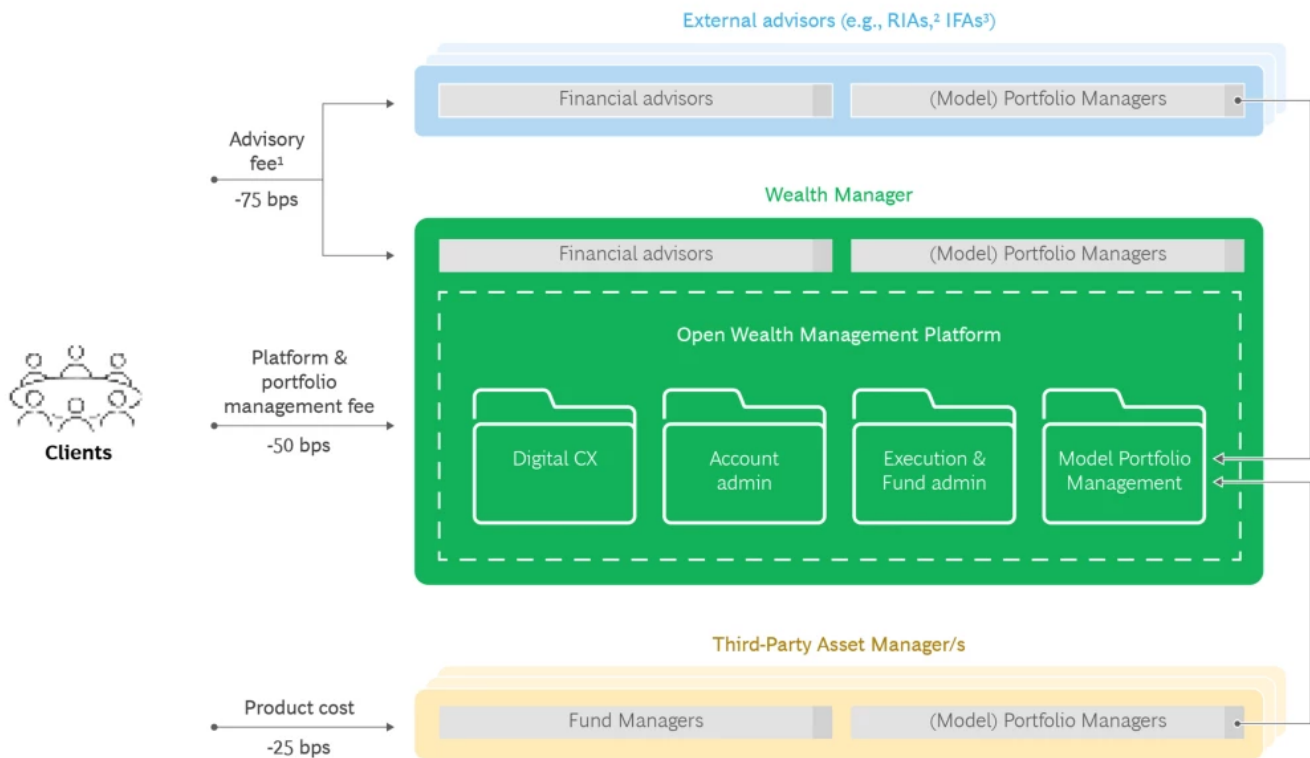 External advisors (e.g., RIAs,² IFAs³)
Financial advisors
(Model) Portfolio Managers
Advisory
fee¹
-75 bps
Wealth Manager
Financial advisors
(Model) Portfolio Managers
Open Wealth Management Platform
Platform &
portfolio
management fee
-50 bps
Clients
Digital CX
Account
admin
Execution &
Fund admin
Model Portfolio
Management
Third-Party Asset Manager/s
Product cost
-25 bps
Fund Managers
(Model) Portfolio Managers